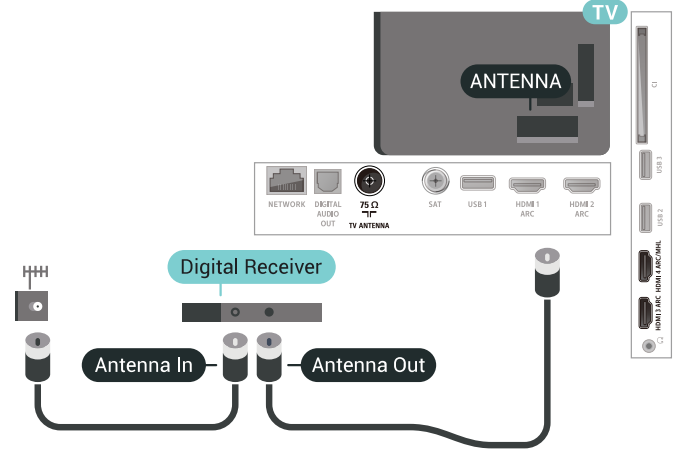 TV
ANTENNA
CI
USB 3
USB 2
HDMI 4 ARC/MHL
HDMI 3 ARC
NETWORK
DIGITAL
AUDIO
OUT
75 Ω
TV ANTENNA
SAT
USB 1
HDMI 1
ARC
HDMI 2
ARC
Digital Receiver
Antenna In
Antenna Out